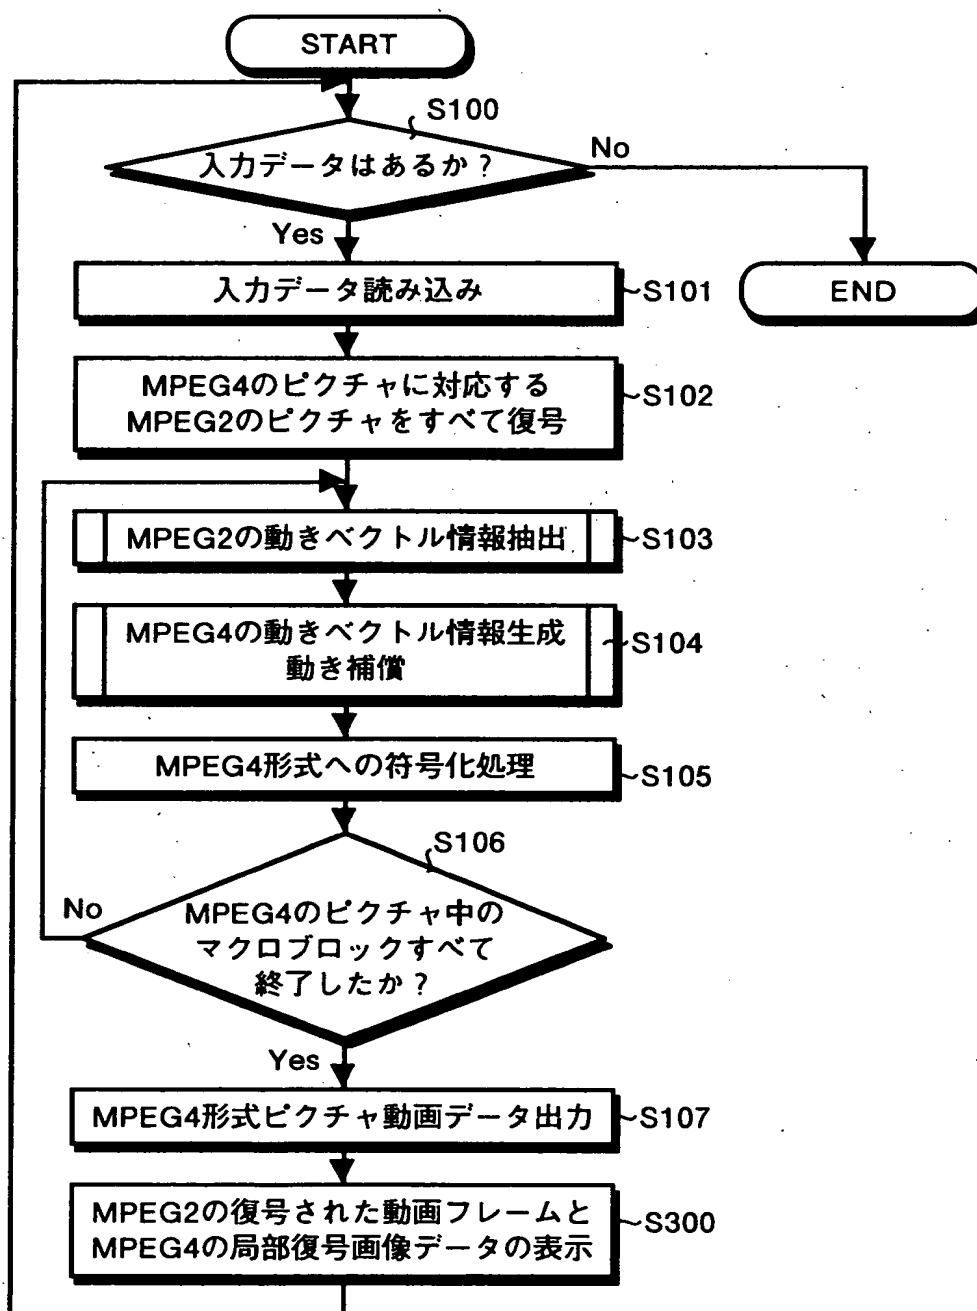 START
S100
入力データはあるか?
No
Yes
入力データ読み込み
S101
END
MPEG4のピクチャに対応する
MPEG2のピクチャをすべて復号
S102
MPEG2の動きベクトル情報抽出
S103
MPEG4の動きベクトル情報生成
動き補償
S104
MPEG4形式への符号化処理
S105
S106
No
MPEG4のピクチャ中の
マクロブロックすべて
終了したか?
Yes
MPEG4形式ピクチャ動画データ出力
S107
MPEG2の復号された動画フレームと
MPEG4の局部復号画像データの表示
S300